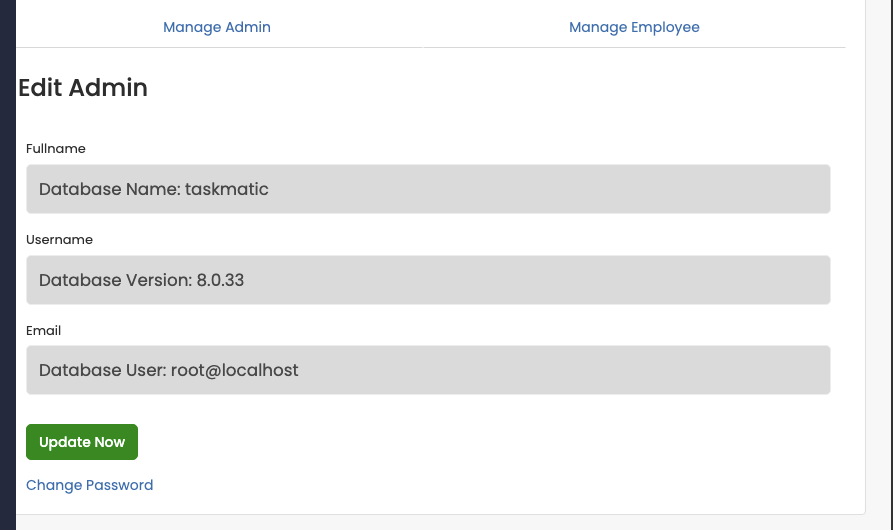 Manage Admin
Manage Employee
Edit Admin
Fullname
Database Name: taskmatic
Username
Database Version: 8.0.33
Email
Database User: root@localhost
Update Now
Change Password